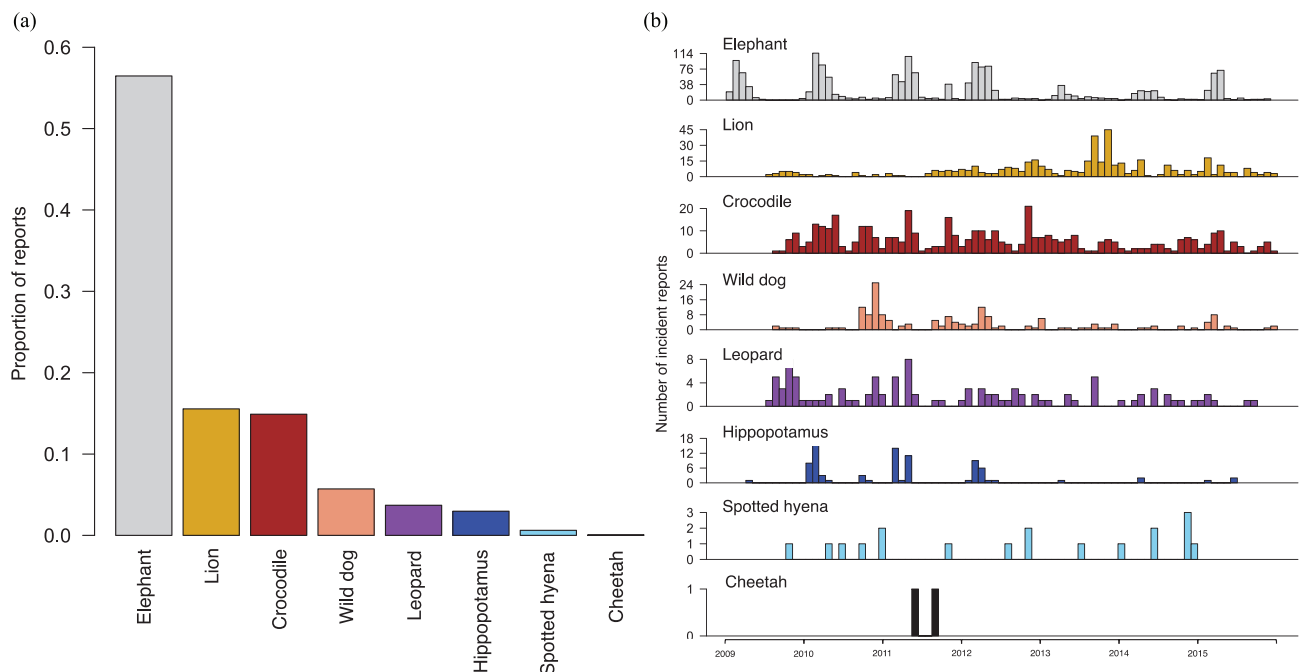 (a)
Proportion of reports
0.6
0.5
0.4
0.3
0.2
0.1
0.0
Elephant
Lion
Crocodile
Wild dog
Leopard
Hippopotamus
Spotted hyena
Cheetah
(b)
Number of incident reports
Elephant
114
76
38
0
Lion
45
30
15
0
Crocodile
20
10
0
Wild dog
24
16
8
0
Leopard
8
4
0
Hippopotamus
18
12
6
0
Spotted hyena
3
2
1
0
Cheetah
1
0
2009 2010 2011 2012 2013 2014 2015